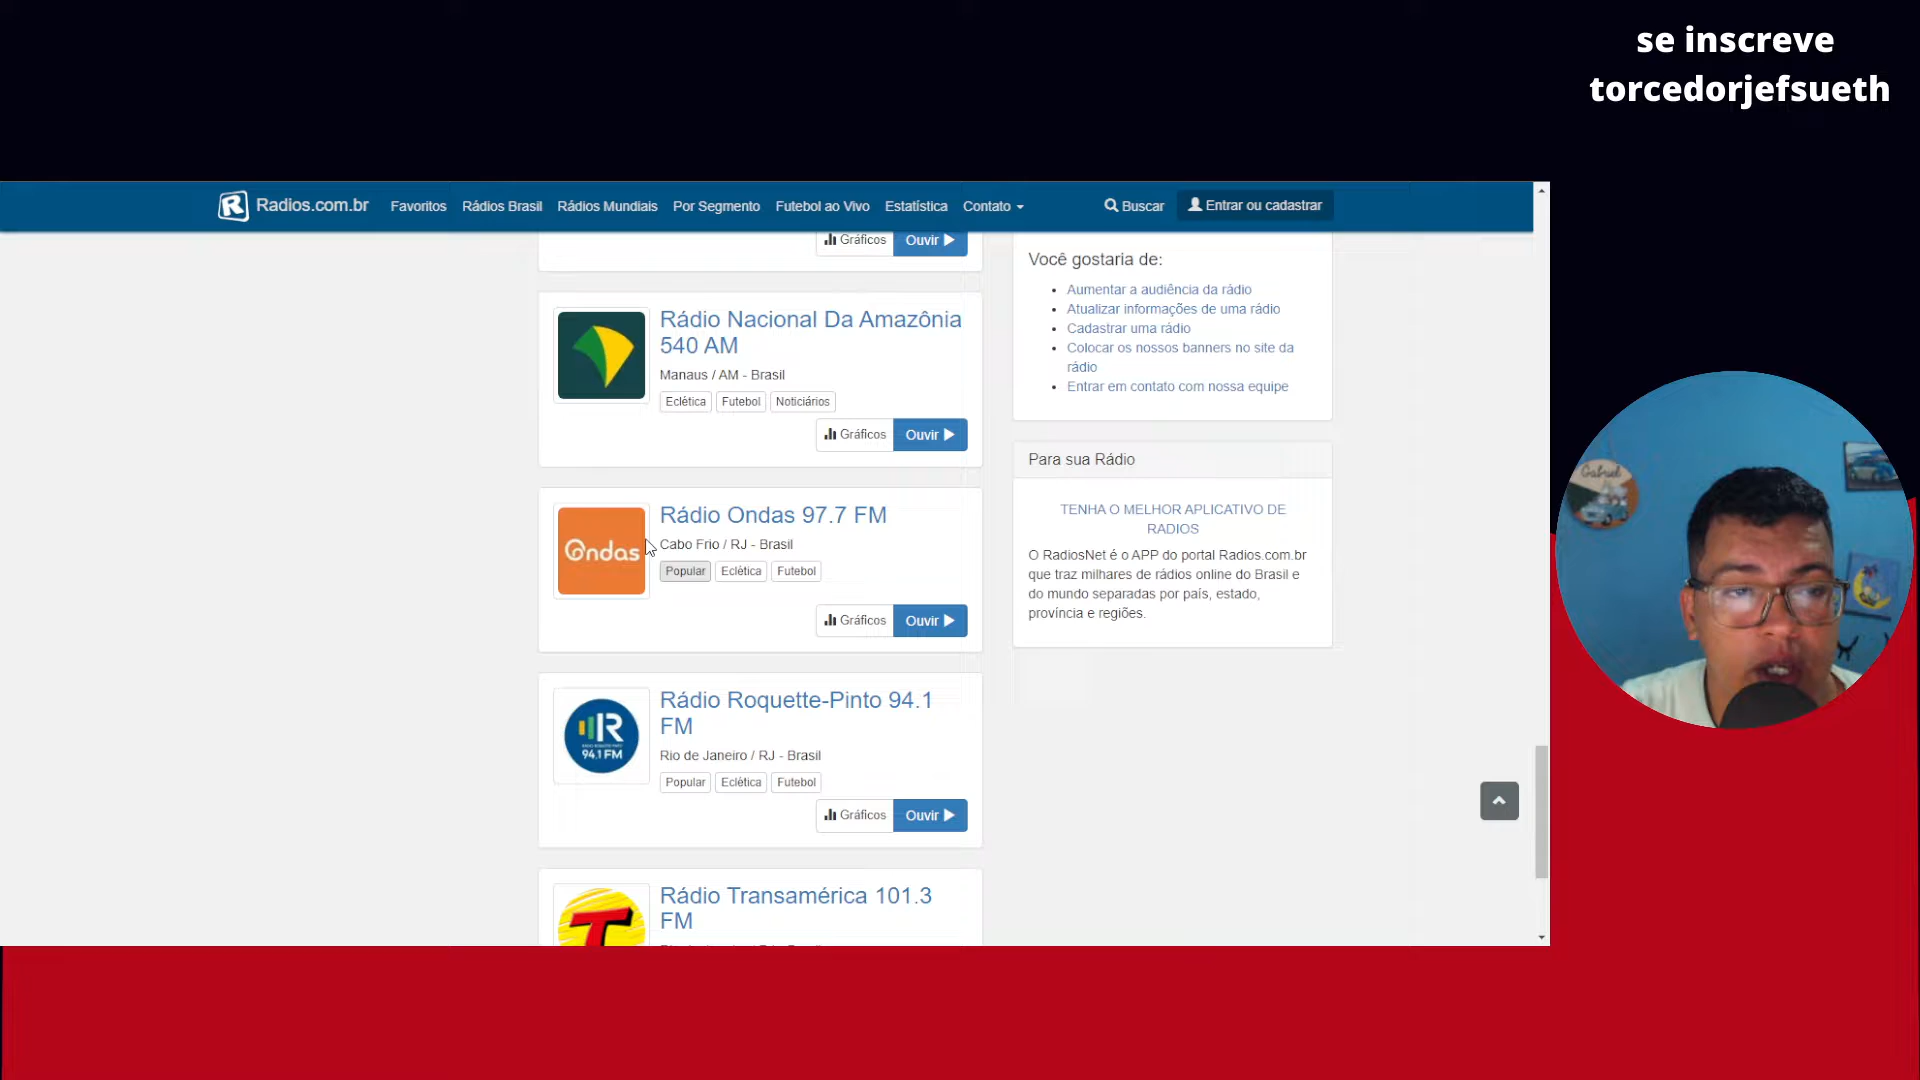 se inscreve
torcedorjefsueth
Radios.com.br Favoritos Rádios Brasil Rádios Mundiais Por Segmento Futebol ao Vivo Estatística Contato Buscar Entrar ou cadastrar
Gráficos Ouvir
Rádio Nacional Da Amazônia
540 AM
Manaus / AM - Brasil
Eclética Futebol Noticiários
Gráficos Ouvir
Ondas
Rádio Ondas 97.7 FM
Cabo Frio / RJ - Brasil
Popular Eclética Futebol
Gráficos Ouvir
94.1 FM
Rádio Roquette-Pinto 94.1
FM
Rio de Janeiro / RJ - Brasil
Popular Eclética Futebol
Gráficos Ouvir
T
Rádio Transamérica 101.3
FM
Você gostaria de:
Aumentar a audiência da rádio
Atualizar informações de uma rádio
Cadastrar uma rádio
Colocar os nossos banners no site da
rádio
Entrar em contato com nossa equipe
Para sua Rádio
TENHA O MELHOR APLICATIVO DE
RADIOS
O RadiosNet é o APP do portal Radios.com.br
que traz milhares de rádios online do Brasil e
do mundo separadas por país, estado,
província e regiões.
Gabriel